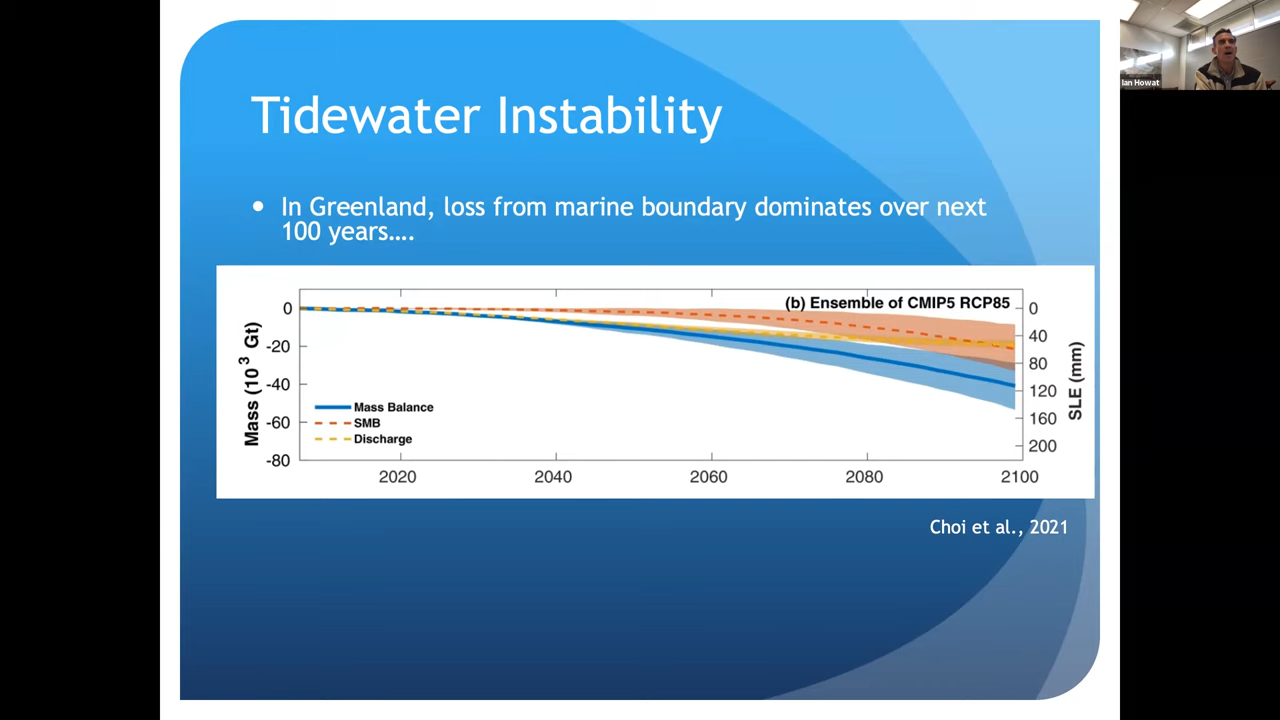 Ian Howat
Tidewater Instability
• In Greenland, loss from marine boundary dominates over next
100 years....
(b) Ensemble of CMIP5 RCP85
Mass (10³ Gt)
0
-20
-40
-60
-80
Mass Balance
SMB
Discharge
0
40
80
120
160
200
SLE (mm)
2020
2040
2060
2080
2100
Choi et al., 2021